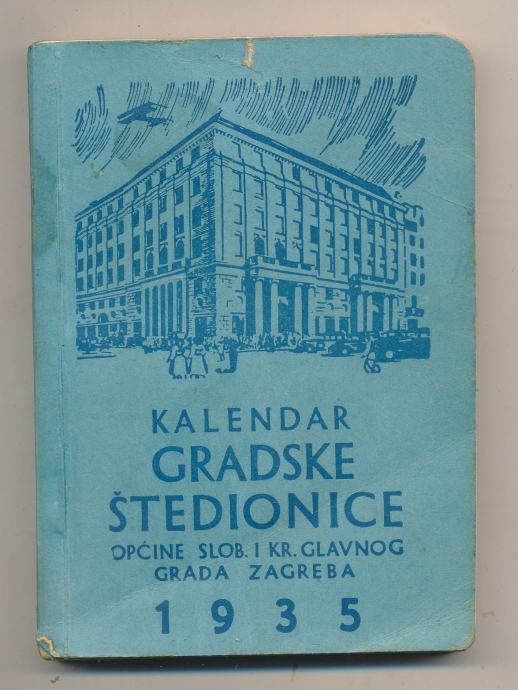 KALENDAR
GRADSKE
ŠTEDIONICE
OPĆINE SLOB. I KR. GLAVNOG
GRADA ZAGREBA
1935